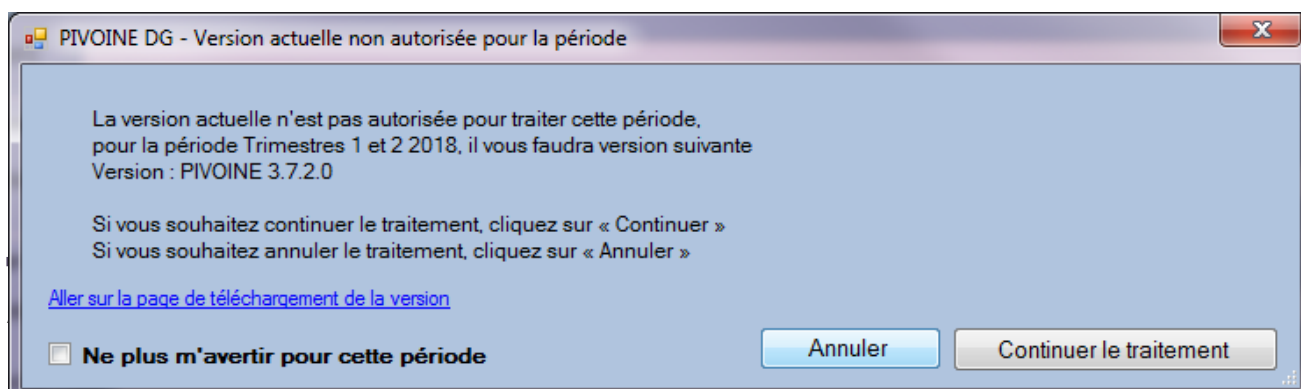 PIVOINE DG - Version actuelle non autorisée pour la période
La version actuelle n'est pas autorisée pour traiter cette période,
pour la période Trimestres 1 et 2 2018, il vous faudra version suivante
Version : PIVOINE 3.7.2.0
Si vous souhaitez continuer le traitement, cliquez sur « Continuer »
Si vous souhaitez annuler le traitement, cliquez sur « Annuler »
Aller sur la page de téléchargement de la version
Ne plus m'avertir pour cette période
Annuler
Continuer le traitement